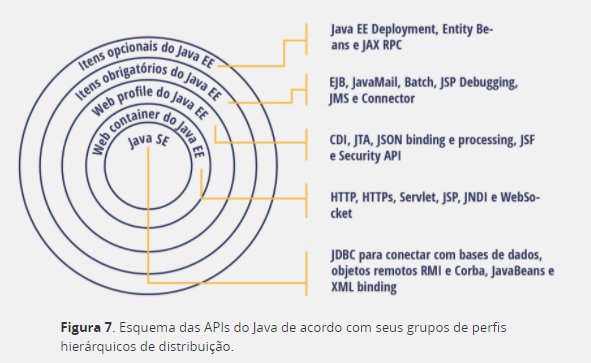 Itens opcionais do Java EE
Itens obrigatórios do Java EE
Web profile do Java EE
Web container do Java EE
Java SE
Java EE Deployment, Entity Be-
ans e JAX RPC
EJB, JavaMail, Batch, JSP Debugging,
JMS e Connector
CDI, JTA, JSON binding e processing, JSF
e Security API
HTTP, HTTPs, Servlet, JSP, JNDI e WebSo-
cket
JDBC para conectar com bases de dados,
objetos remotos RMI e Corba, JavaBeans e
XML binding
Figura 7. Esquema das APIs do Java de acordo com seus grupos de perfis
hierárquicos de distribuição.